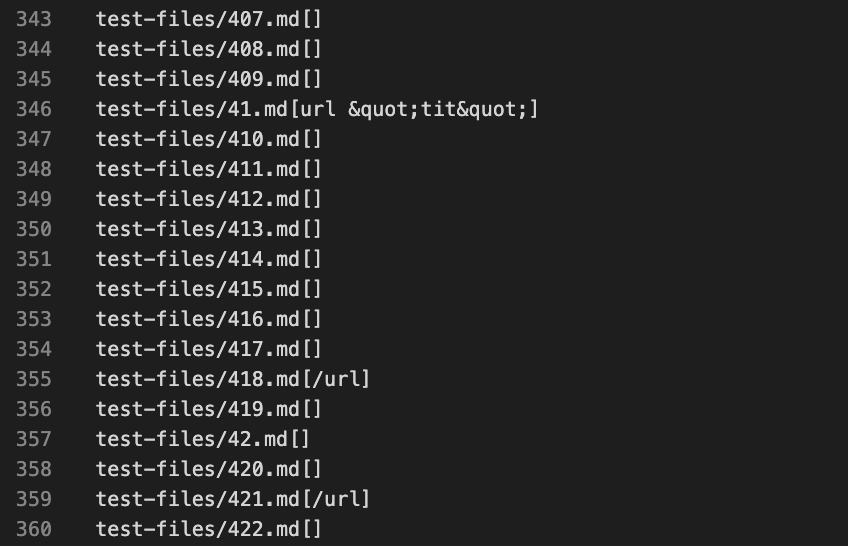 343 test-files/407.md[]
344 test-files/408.md[]
345 test-files/409.md[]
346 test-files/41.md[url &quot;tit&quot;]
347 test-files/410.md[]
348 test-files/411.md[]
349 test-files/412.md[]
350 test-files/413.md[]
351 test-files/414.md[]
352 test-files/415.md[]
353 test-files/416.md[]
354 test-files/417.md[]
355 test-files/418.md[/url]
356 test-files/419.md[]
357 test-files/42.md[]
358 test-files/420.md[]
359 test-files/421.md[/url]
360 test-files/422.md[]